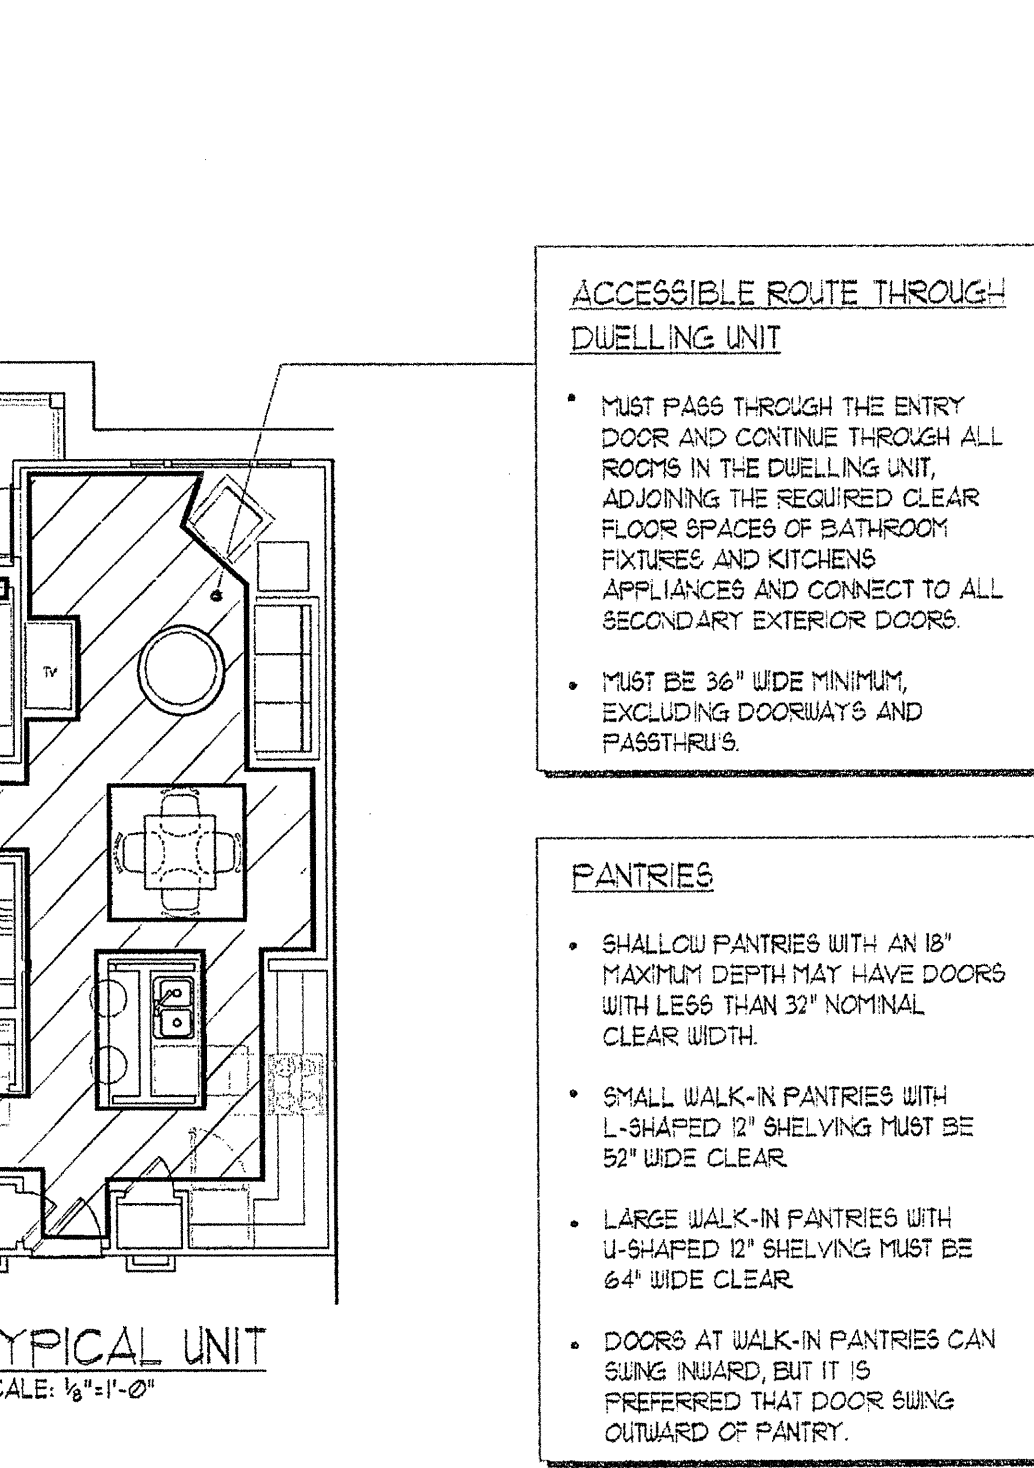 ACCESSIBLE ROUTE THROUGH
DWELLING UNIT
• MUST PASS THROUGH THE ENTRY
DOOR AND CONTINUE THROUGH ALL
ROOMS IN THE DWELLING UNIT,
ADJOINING THE REQUIRED CLEAR
FLOOR SPACES OF BATHROOM
FIXTURES AND KITCHENS
APPLIANCES AND CONNECT TO ALL
SECONDARY EXTERIOR DOORS.
• MUST BE 36" WIDE MINIMUM,
EXCLUDING DOORWAYS AND
PASSTHRU'S.
TV
PANTRIES
• SHALLOW PANTRIES WITH AN 18"
MAXIMUM DEPTH MAY HAVE DOORS
WITH LESS THAN 32" NOMINAL
CLEAR WIDTH.
• SMALL WALK-IN PANTRIES WITH
L-SHAPED 12" SHELVING MUST BE
52" WIDE CLEAR
• LARGE WALK-IN PANTRIES WITH
U-SHAPED 12" SHELVING MUST BE
64" WIDE CLEAR
• DOORS AT WALK-IN PANTRIES CAN
SWING INWARD, BUT IT IS
PREFERRED THAT DOOR SWING
OUTWARD OF PANTRY.
YPICAL UNIT
CALE: 1/8"=1'-0"